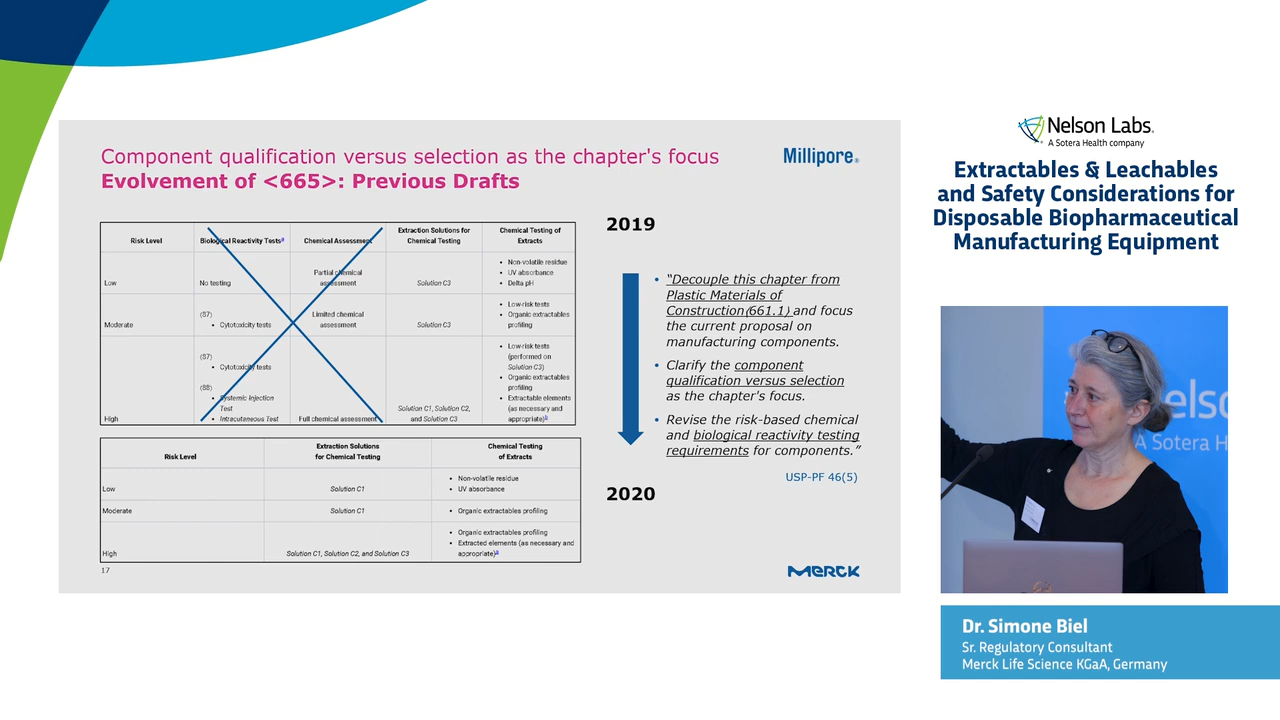 Component qualification versus selection as the chapter's focus
Evolvement of <665>: Previous Drafts
Millipore®
Risk Level
Biological Reactivity Testsa
Chemical Assessment
Extraction Solutions for
Chemical Testing
Chemical Testing of
Extracts
Low
No testing
Partial chemical
assessment
Solution C3
• Non-volatile residue
• UV absorbance
• Delta pH
Moderate
(87)
• Cytotoxicity tests
Limited chemical
assessment
Solution C3
• Low-risk tests
• Organic extractables
profiling
High
(87)
• Cytotoxicity tests
(88)
• Systemic Injection
Test
• Intracutaneous Test
Full chemical assessment
Solution C1, Solution C2,
and Solution C3
• Low-risk tests
(performed on
Solution C3)
• Organic extractables
profiling
• Extractable elements
(as necessary and
appropriate)b
Risk Level
Extraction Solutions
for Chemical Testing
Chemical Testing
of Extracts
Low
Solution C1
• Non-volatile residue
• UV absorbance
Moderate
Solution C1
• Organic extractables profiling
High
Solution C1, Solution C2, and Solution C3
• Organic extractables profiling
• Extracted elements (as necessary and
appropriate)a
17
2019
• “Decouple this chapter from
Plastic Materials of
Construction(661.1) and focus
the current proposal on
manufacturing components.
• Clarify the component
qualification versus selection
as the chapter's focus.
• Revise the risk-based chemical
and biological reactivity testing
requirements for components.”
USP-PF 46(5)
2020
MERCK
Nelson Labs.
A Sotera Health company
Extractables & Leachables
and Safety Considerations for
Disposable Biopharmaceutical
Manufacturing Equipment
elso
A Sotera H
Dr. Simone Biel
Sr. Regulatory Consultant
Merck Life Science KGaA, Germany